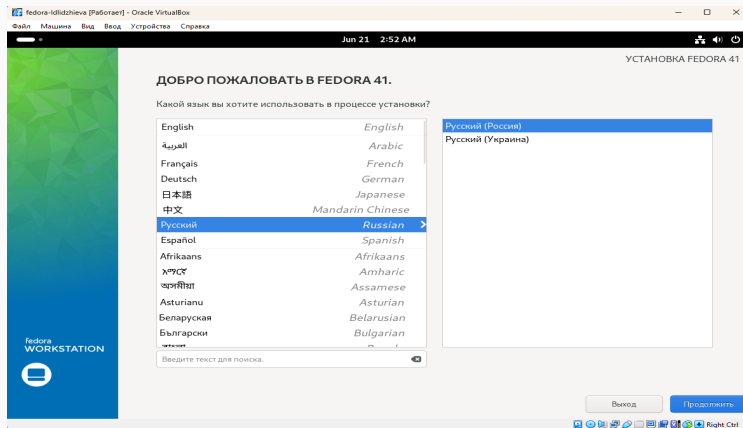 fedora-ldlidzhieva [Работает] - Oracle VirtualBox
Файл Машина Вид Ввод Устройства Справка
Jun 21 2:52 AM
УСТАНОВКА FEDORA 41
ДОБРО ПОЖАЛОВАТЬ В FEDORA 41.
Какой язык вы хотите использовать в процессе установки?
English English
العربية Arabic
Français French
Deutsch German
日本語 Japanese
中文 Mandarin Chinese
Русский Russian
Español Spanish
Afrikaans Afrikaans
አማርኛ Amharic
অসমীয়া Assamese
Asturianu Asturian
Беларуская Belarusian
Български Bulgarian
Введите текст для поиска.
Русский (Россия)
Русский (Украина)
fedora
WORKSTATION
Выход
Продолжить
Right Ctrl